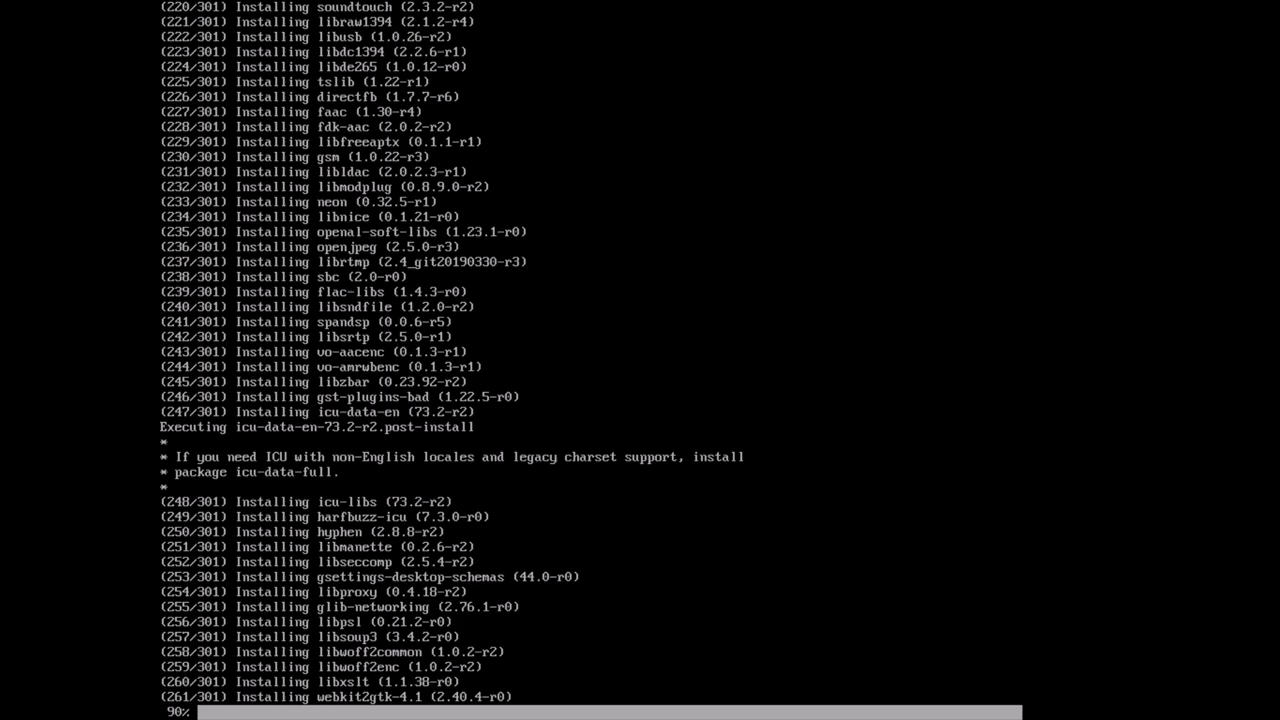 (220/301) Installing soundtouch (2.3.2-r2)
(221/301) Installing libraw1394 (2.1.2-r4)
(222/301) Installing libusb (1.0.26-r2)
(223/301) Installing libdc1394 (2.2.6-r1)
(224/301) Installing libde265 (1.0.12-r0)
(225/301) Installing tslib (1.22-r1)
(226/301) Installing directfb (1.7.7-r6)
(227/301) Installing faac (1.30-r4)
(228/301) Installing fdk-aac (2.0.2-r2)
(229/301) Installing libfreeaptx (0.1.1-r1)
(230/301) Installing gsm (1.0.22-r3)
(231/301) Installing libldac (2.0.2.3-r1)
(232/301) Installing libmodplug (0.8.9.0-r2)
(233/301) Installing neon (0.32.5-r1)
(234/301) Installing libnice (0.1.21-r0)
(235/301) Installing openal-soft-libs (1.23.1-r0)
(236/301) Installing openjpeg (2.5.0-r3)
(237/301) Installing librtmp (2.4_git20190330-r3)
(238/301) Installing sbc (2.0-r0)
(239/301) Installing flac-libs (1.4.3-r0)
(240/301) Installing libsndfile (1.2.0-r2)
(241/301) Installing spandsp (0.0.6-r5)
(242/301) Installing libsrtp (2.5.0-r1)
(243/301) Installing vo-aacenc (0.1.3-r1)
(244/301) Installing vo-amrwbenc (0.1.3-r1)
(245/301) Installing libzbar (0.23.92-r2)
(246/301) Installing gst-plugins-bad (1.22.5-r0)
(247/301) Installing icu-data-en (73.2-r2)
Executing icu-data-en-73.2-r2.post-install
*
* If you need ICU with non-English locales and legacy charset support, install
* package icu-data-full.
*
(248/301) Installing icu-libs (73.2-r2)
(249/301) Installing harfbuzz-icu (7.3.0-r0)
(250/301) Installing hyphen (2.8.8-r2)
(251/301) Installing libmanette (0.2.6-r2)
(252/301) Installing libseccomp (2.5.4-r2)
(253/301) Installing gsettings-desktop-schemas (44.0-r0)
(254/301) Installing libproxy (0.4.18-r2)
(255/301) Installing glib-networking (2.76.1-r0)
(256/301) Installing libpsl (0.21.2-r0)
(257/301) Installing libsoup3 (3.4.2-r0)
(258/301) Installing libwoff2common (1.0.2-r2)
(259/301) Installing libwoff2enc (1.0.2-r2)
(260/301) Installing libxslt (1.1.38-r0)
(261/301) Installing webkit2gtk-4.1 (2.40.4-r0)
90%